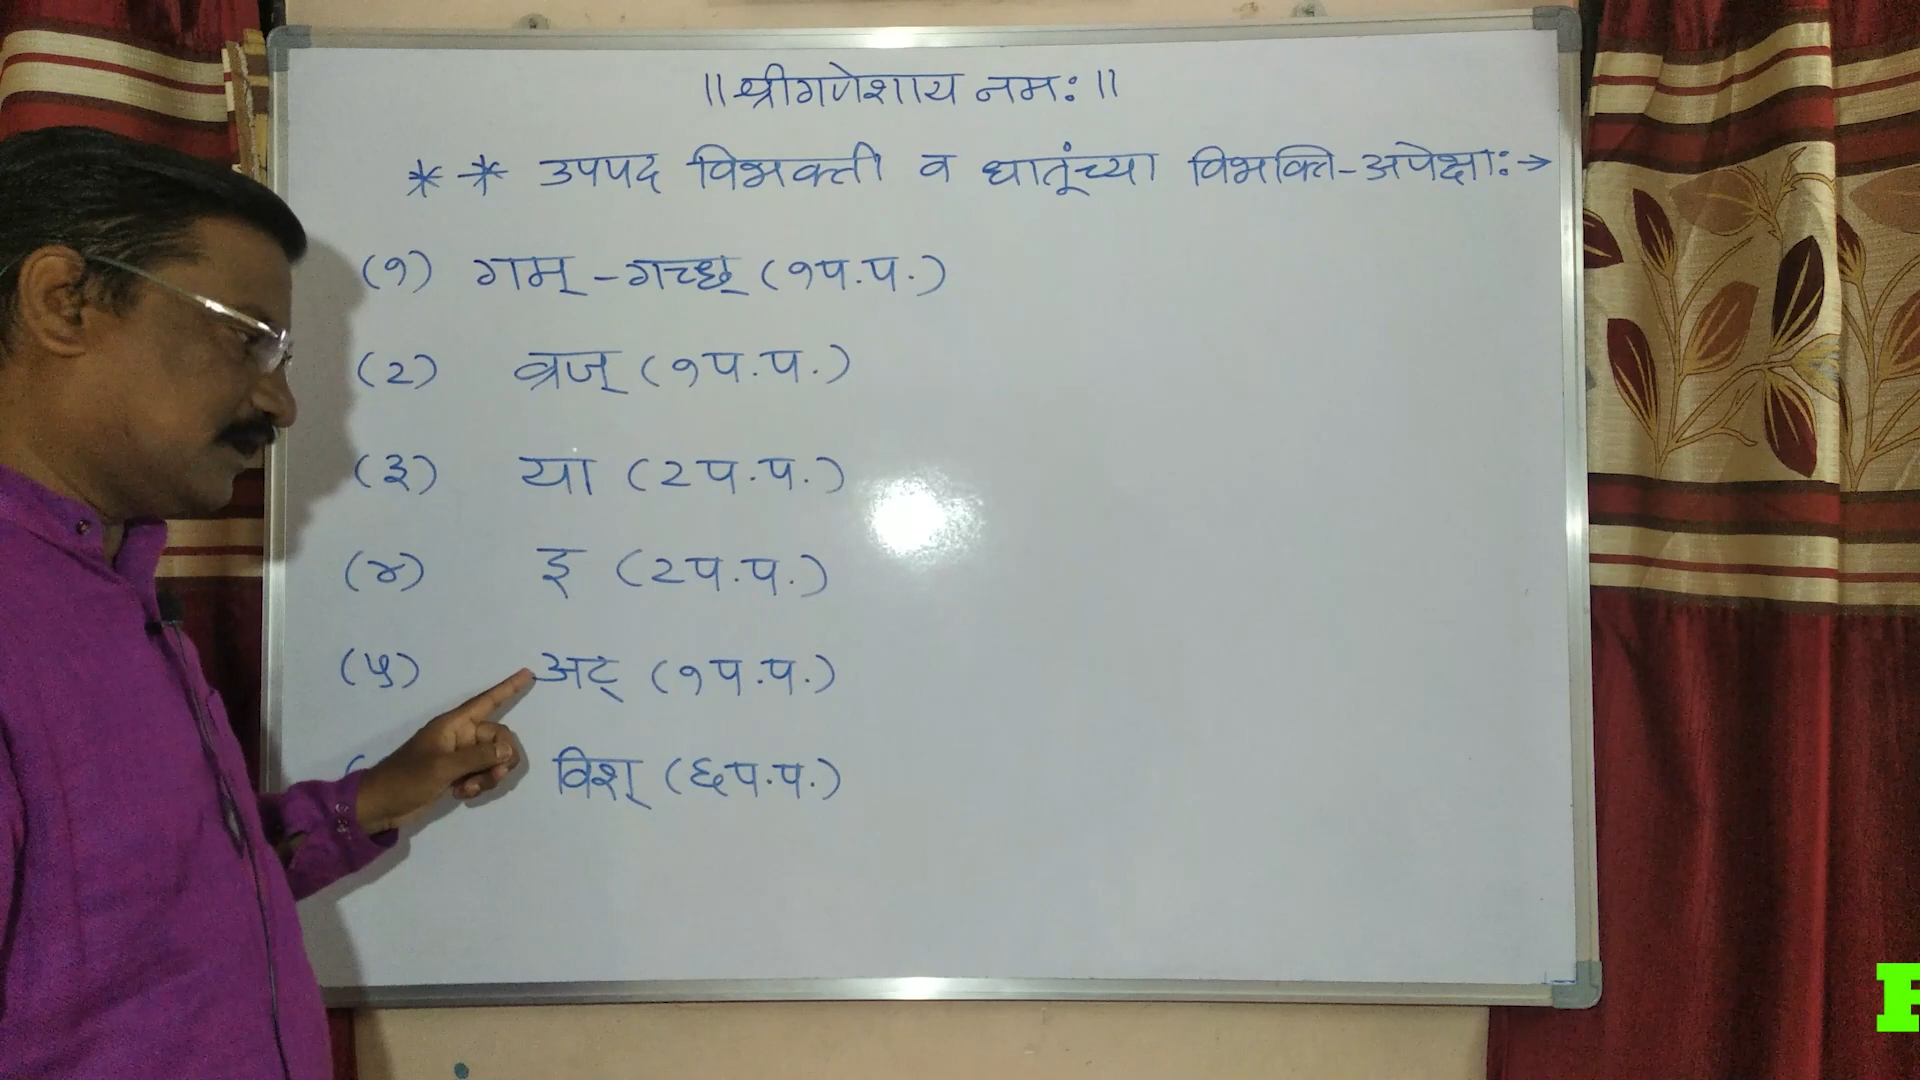 ॥ श्रीगणेशाय नमः ॥
** उपपद विभक्ती व धातूंच्या विभक्ति-अपेक्षा:→
(१) गम् -गच्छ् (१प.प.)
(२) व्रज् (१प.प.)
(३) या (२प.प.)
(४) इ (२प.प.)
(५) अट् (१प.प.)
( विश् (६प.प.)